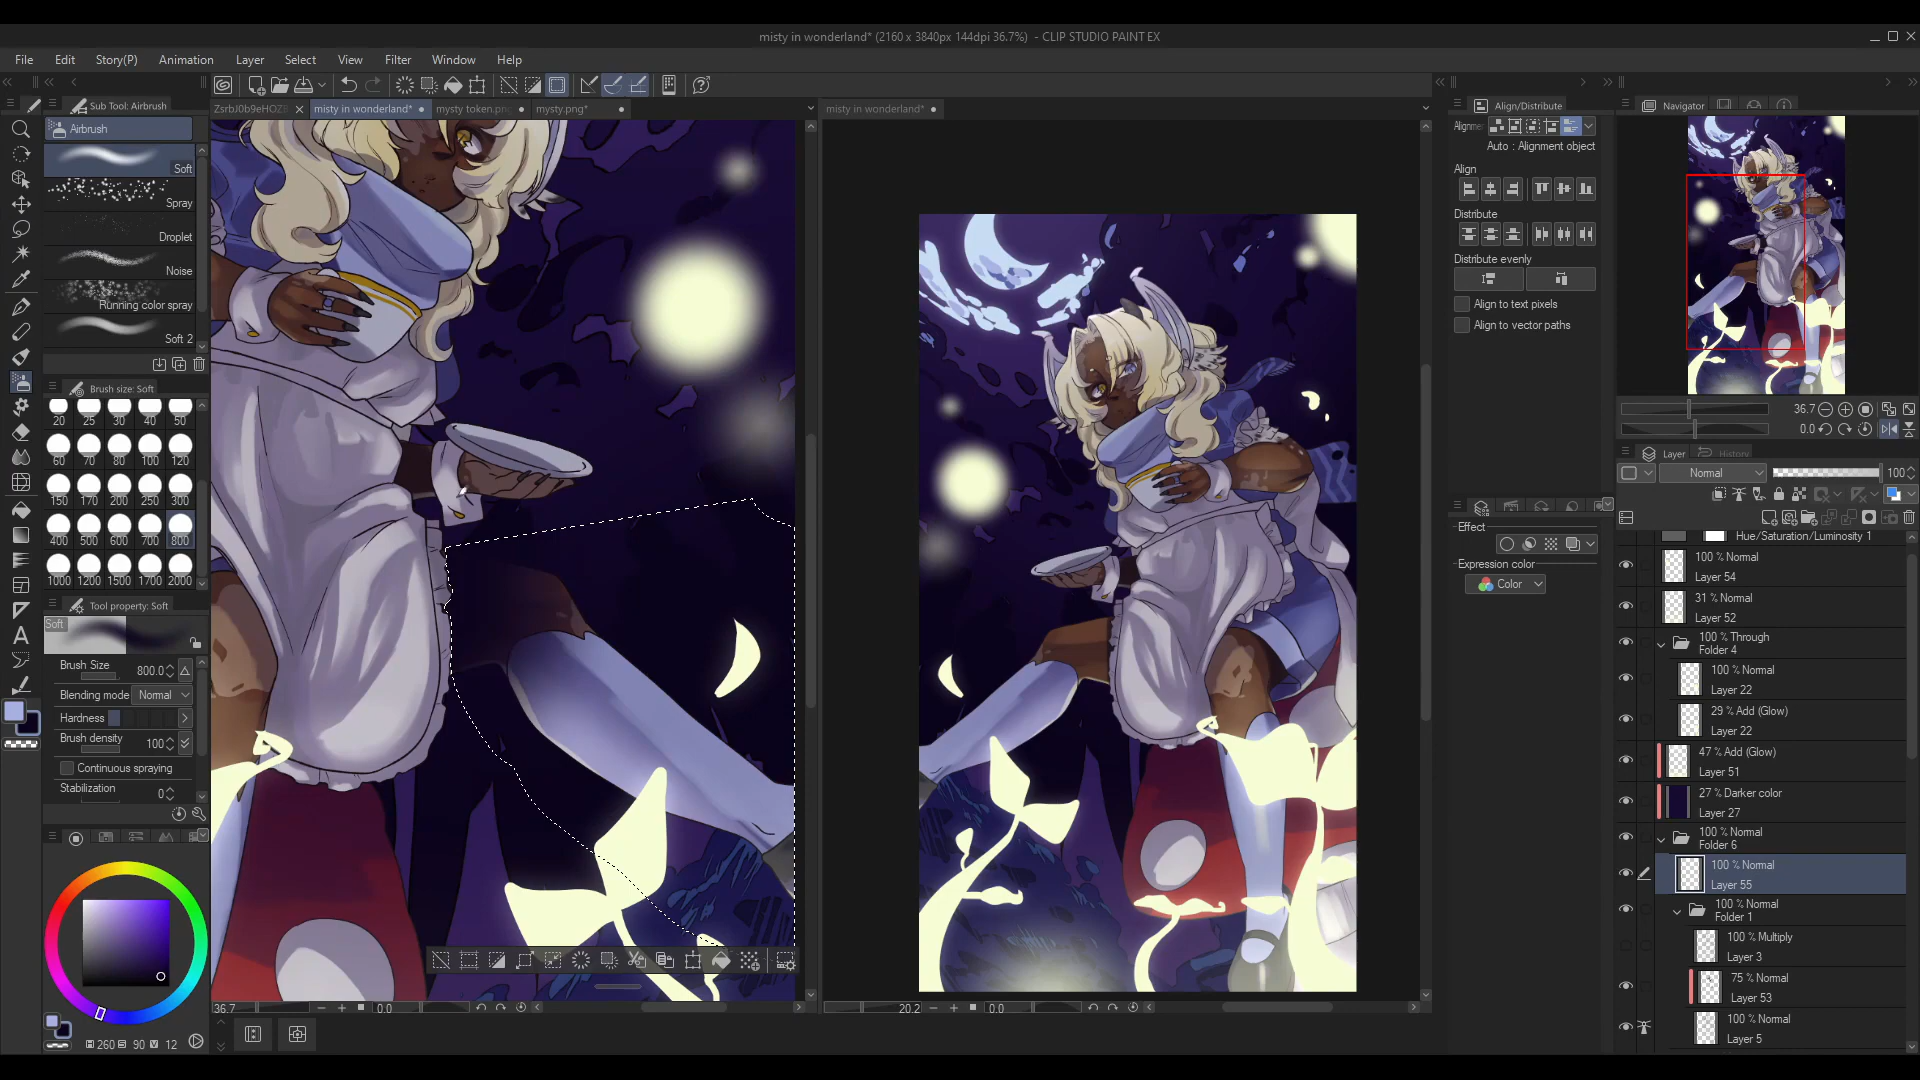 misty in wonderland* (2160 x 3840px 144dpi 36.7%) - CLIP STUDIO PAINT EX
File Edit Story(P) Animation Layer Select View Filter Window Help
Sub Tool: Airbrush
ZsrbJ0b9eHOZE misty in wonderland* mysty token.png mysty.png* misty in wonderland*
Airbrush
Soft
Spray
Droplet
Noise
Running color spray
Soft 2
Brush size: Soft
20 25 30 40 50
60 70 80 100 120
150 170 200 250 300
400 500 600 700 800
1000 1200 1500 1700 2000
Tool property: Soft
Soft
Brush Size 800.0
Blending mode Normal
Hardness
Brush density 100
Continuous spraying
Stabilization 0
H 260 S 90 V 12
36.7 0.0
20.2 0.0
Align/Distribute
Alignme
Auto : Alignment object
Align
Distribute
Distribute evenly
Align to text pixels
Align to vector paths
Effect
Expression color
Color
Navigator
36.7
0.0
Layer History
Normal 100
Hue/Saturation/Luminosity 1
100 % Normal
Layer 54
31 % Normal
Layer 52
100 % Through
Folder 4
100 % Normal
Layer 22
29 % Add (Glow)
Layer 22
47 % Add (Glow)
Layer 51
27 % Darker color
Layer 27
100 % Normal
Folder 6
100 % Normal
Layer 55
100 % Normal
Folder 1
100 % Multiply
Layer 3
75 % Normal
Layer 53
100 % Normal
Layer 5